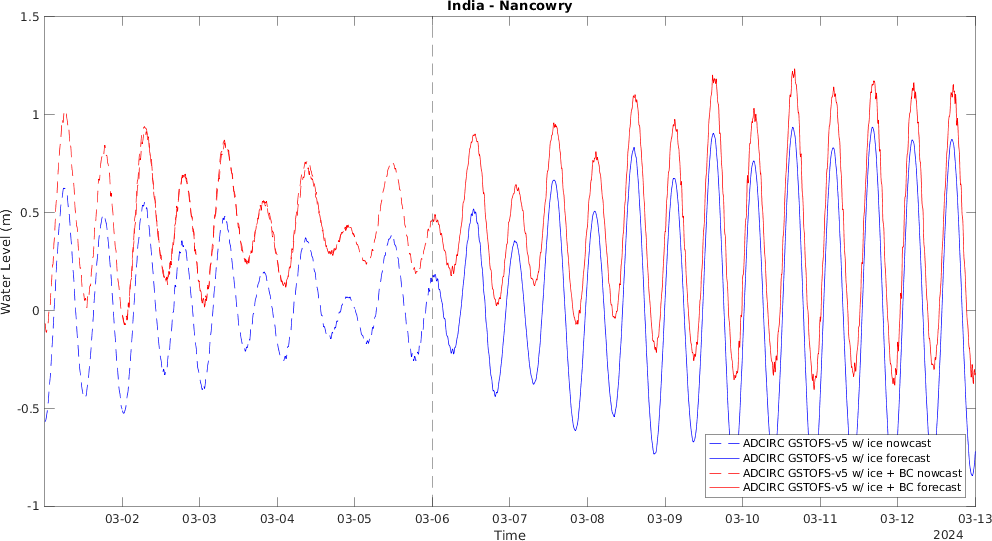 India - Nancowry
1.5
1
0.5
0
-0.5
-1
Water Level (m)
ADCIRC GSTOFS-v5 w/ ice nowcast
ADCIRC GSTOFS-v5 w/ ice forecast
ADCIRC GSTOFS-v5 w/ ice + BC nowcast
ADCIRC GSTOFS-v5 w/ ice + BC forecast
03-02 03-03 03-04 03-05 03-06 03-07 03-08 03-09 03-10 03-11 03-12 03-13
Time
2024